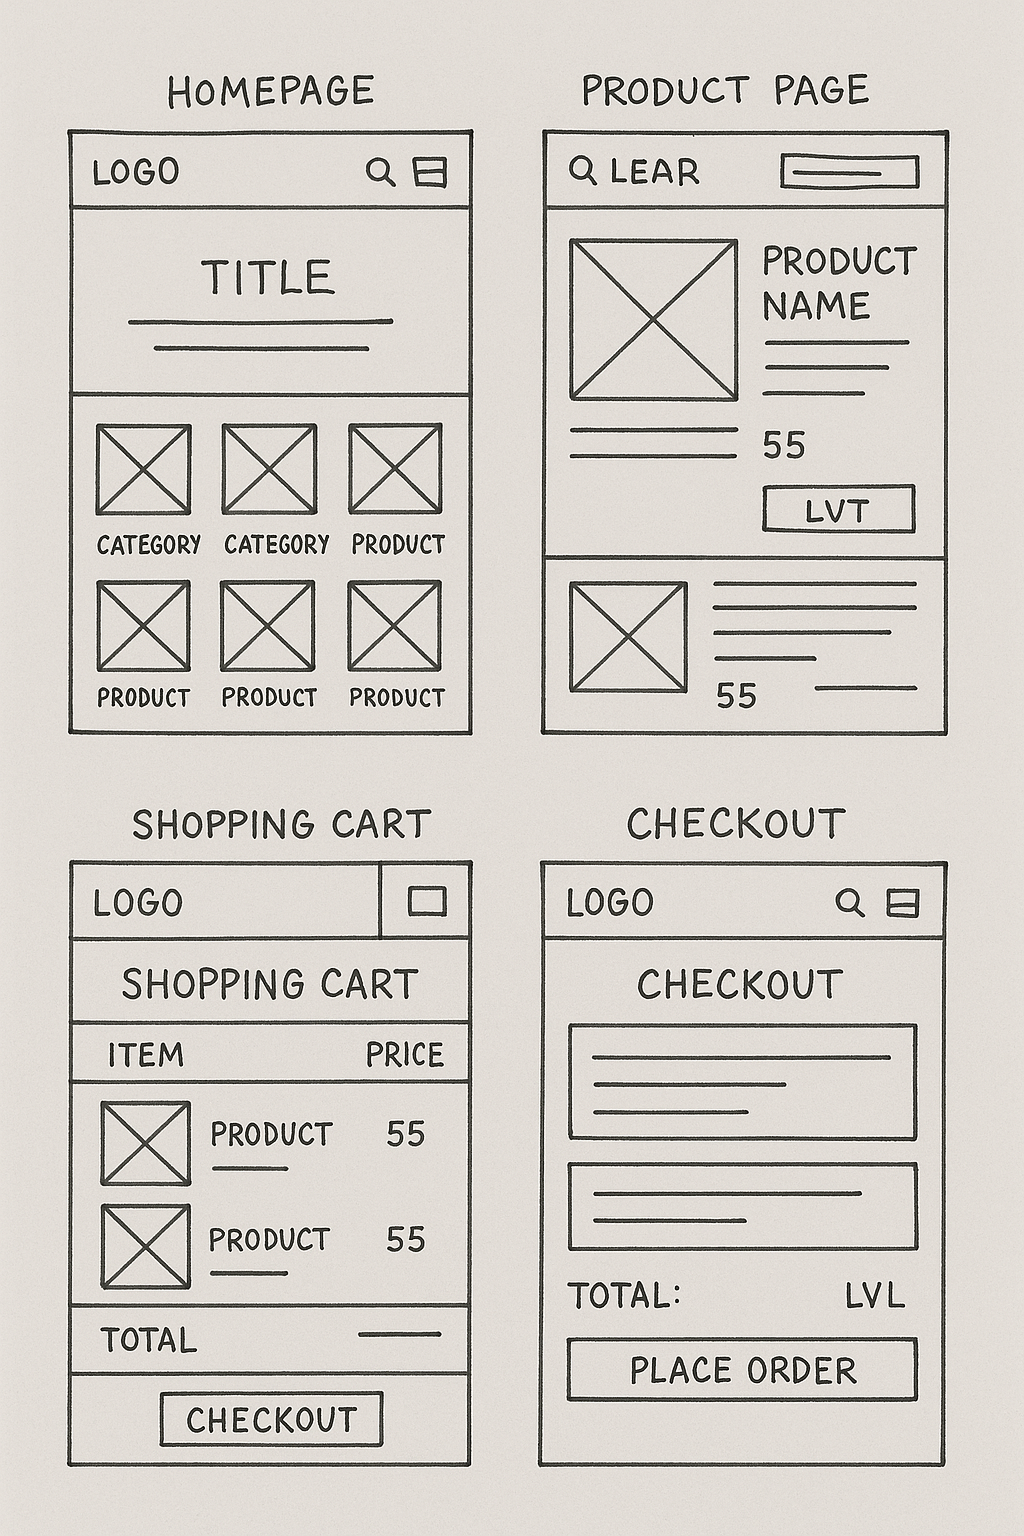 HOMEPAGE
LOGO
TITLE
CATEGORY CATEGORY PRODUCT
PRODUCT PRODUCT PRODUCT
PRODUCT PAGE
LEAR
PRODUCT
NAME
55
LVT
55
SHOPPING CART
LOGO
SHOPPING CART
ITEM PRICE
PRODUCT 55
PRODUCT 55
TOTAL
CHECKOUT
CHECKOUT
LOGO
CHECKOUT
TOTAL: LVL
PLACE ORDER